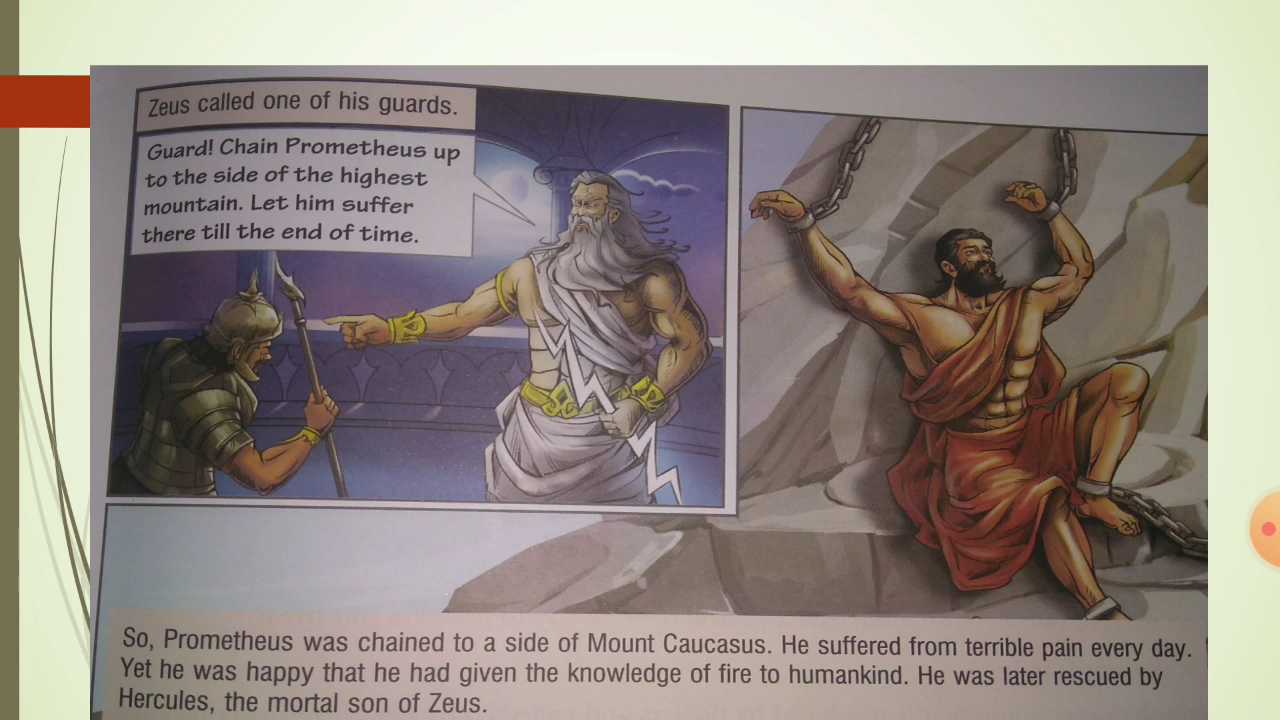 Zeus called one of his guards.
Guard! Chain Prometheus up
to the side of the highest
mountain. Let him suffer
there till the end of time.
So, Prometheus was chained to a side of Mount Caucasus. He suffered from terrible pain every day.
Yet he was happy that he had given the knowledge of fire to humankind. He was later rescued by
Hercules, the mortal son of Zeus.